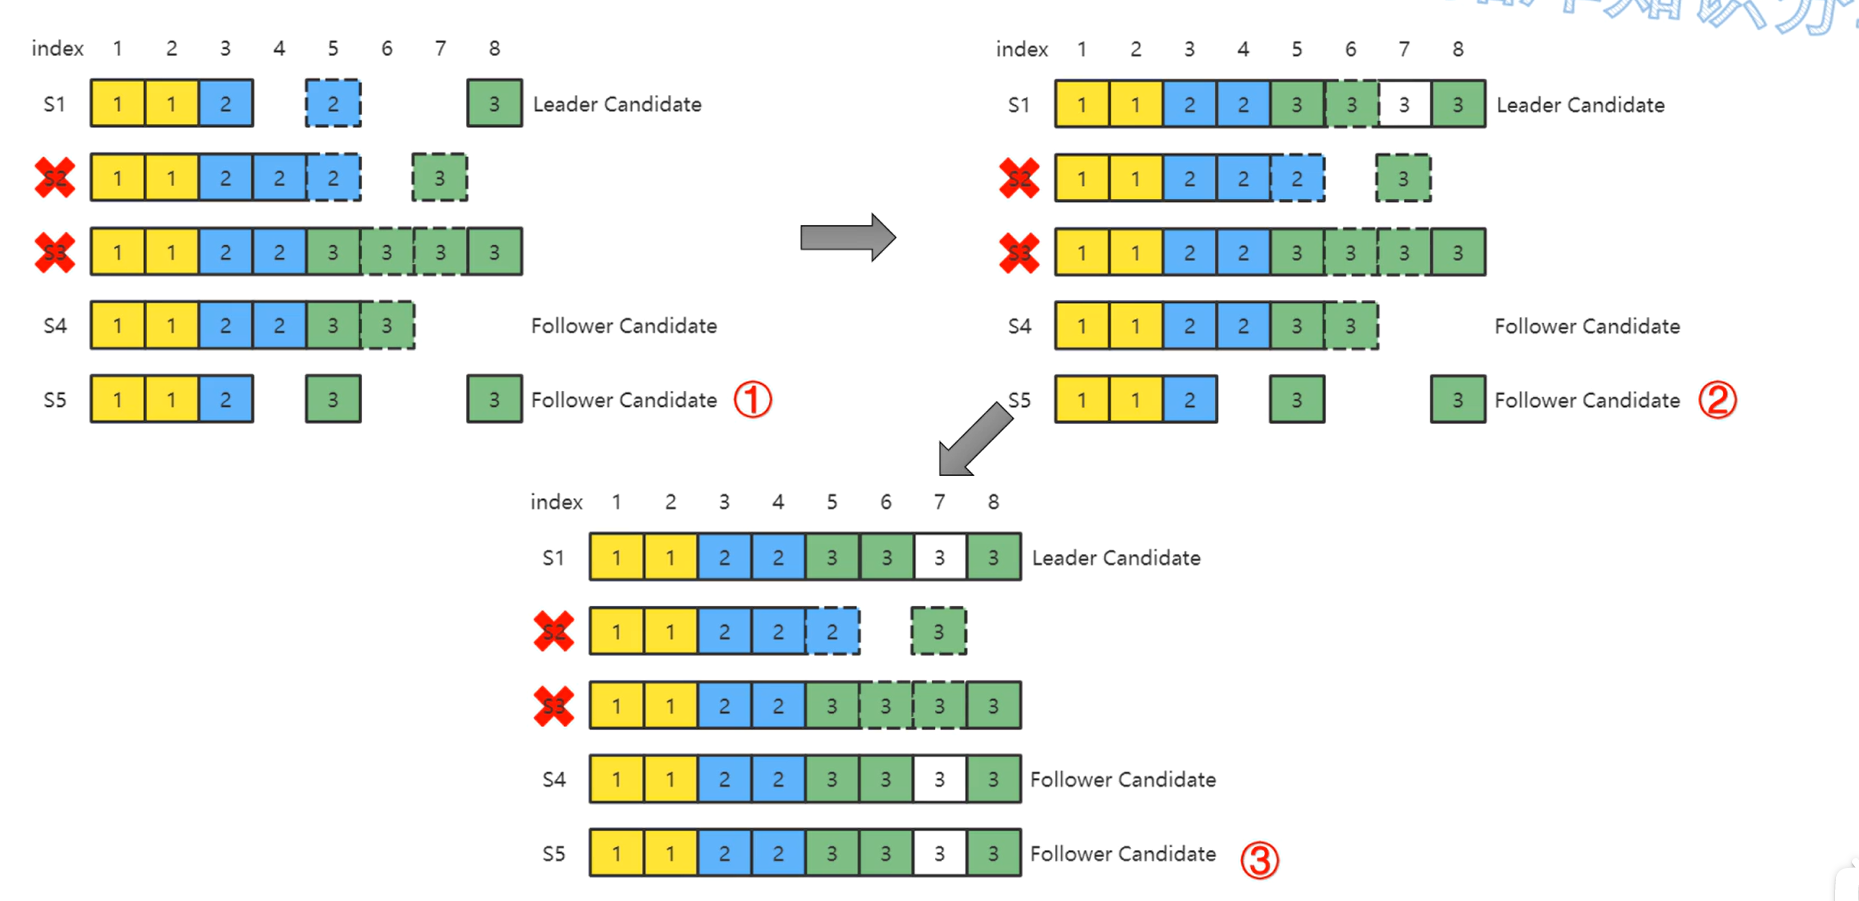 index 1 2 3 4 5 6 7 8
S1 1 1 2 2 3 Leader Candidate
S2 1 1 2 2 2 3
S3 1 1 2 2 3 3 3 3
S4 1 1 2 2 3 3 Follower Candidate
S5 1 1 2 3 3 Follower Candidate ①
index 1 2 3 4 5 6 7 8
S1 1 1 2 2 3 3 3 3 Leader Candidate
S2 1 1 2 2 2 3
S3 1 1 2 2 3 3 3 3
S4 1 1 2 2 3 3 Follower Candidate
S5 1 1 2 3 3 Follower Candidate ②
index 1 2 3 4 5 6 7 8
S1 1 1 2 2 3 3 3 3 Leader Candidate
S2 1 1 2 2 2 3
S3 1 1 2 2 3 3 3 3
S4 1 1 2 2 3 3 3 3 Follower Candidate
S5 1 1 2 2 3 3 3 3 Follower Candidate ③